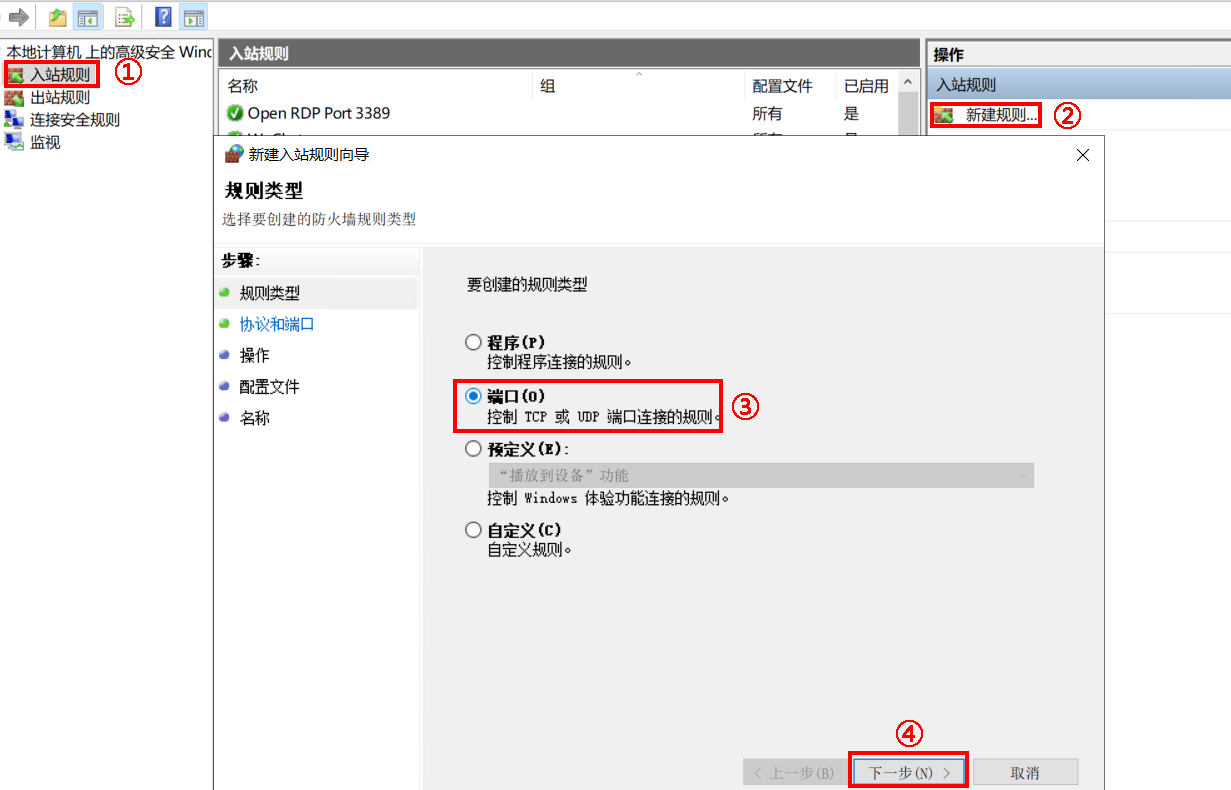 本地计算机 上的高级安全 Wind
入站规则
①
出站规则
连接安全规则
监视
入站规则
名称
组
配置文件
已启用
Open RDP Port 3389
所有
是
操作
入站规则
新建规则...
②
新建入站规则向导
规则类型
选择要创建的防火墙规则类型
步骤:
规则类型
协议和端口
操作
配置文件
名称
要创建的规则类型
程序(P)
控制程序连接的规则。
端口(O)
控制 TCP 或 UDP 端口连接的规则。
③
预定义(E):
“播放到设备”功能
控制 Windows 体验功能连接的规则。
自定义(C)
自定义规则。
④
< 上一步(B)
下一步(N) >
取消